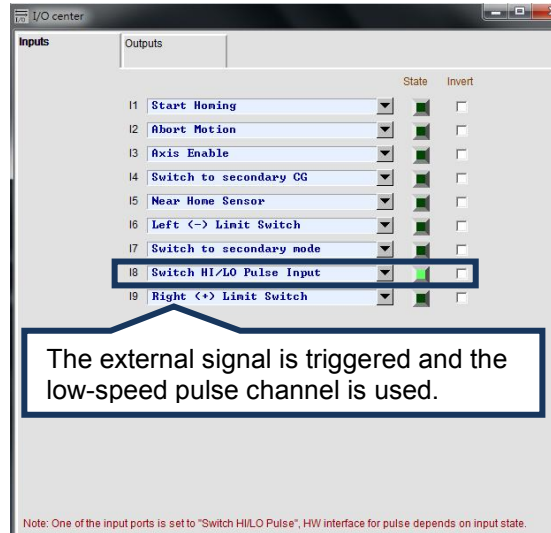 I/O center
Inputs
Outputs
State Invert
I1 Start Homing
I2 Abort Motion
I3 Axis Enable
I4 Switch to secondary CG
I5 Near Home Sensor
I6 Left (-) Limit Switch
I7 Switch to secondary mode
I8 Switch HI/LO Pulse Input
I9 Right (+) Limit Switch
The external signal is triggered and the
low-speed pulse channel is used.
Note: One of the input ports is set to "Switch HI/LO Pulse", HW interface for pulse depends on input state.